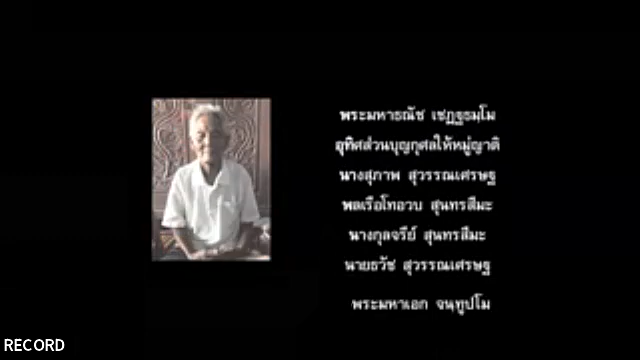 พระมหาธณัช เชฏฺฐธมฺโม
อุทิศส่วนบุญกุศลให้หมู่ญาติ
นางสุภาพ สุวรรณเศรษฐ
พลเรือโทอวบ สุนทรสีมะ
นางกุลจรีย์ สุนทรสีมะ
นายธวัช สุวรรณเศรษฐ
พระมหาเอก จนฺทูปโม
RECORD